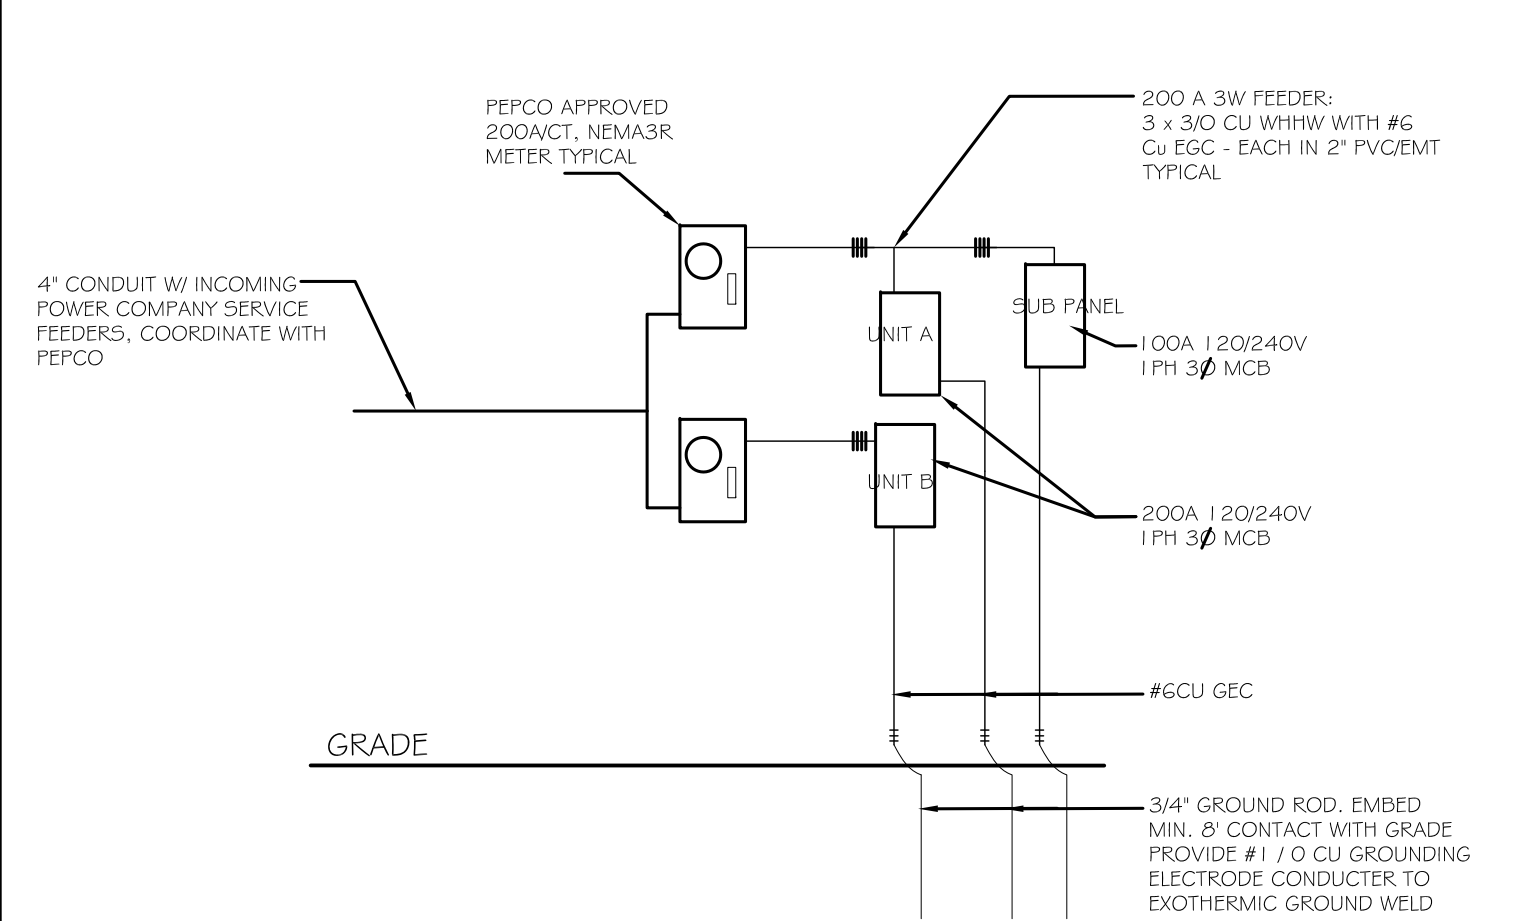 PEPCO APPROVED
200A/CT, NEMA3R
METER TYPICAL
200 A 3W FEEDER:
3 x 3/0 CU WHHW WITH #6
Cu EGC - EACH IN 2" PVC/EMT
TYPICAL
4" CONDUIT W/ INCOMING
POWER COMPANY SERVICE
FEEDERS, COORDINATE WITH
PEPCO
UNIT A
SUB PANEL
100A 120/240V
1PH 3Ø MCB
UNIT B
200A 120/240V
1PH 3Ø MCB
#6CU GEC
GRADE
3/4" GROUND ROD. EMBED
MIN. 8' CONTACT WITH GRADE
PROVIDE #1 / 0 CU GROUNDING
ELECTRODE CONDUCTER TO
EXOTHERMIC GROUND WELD